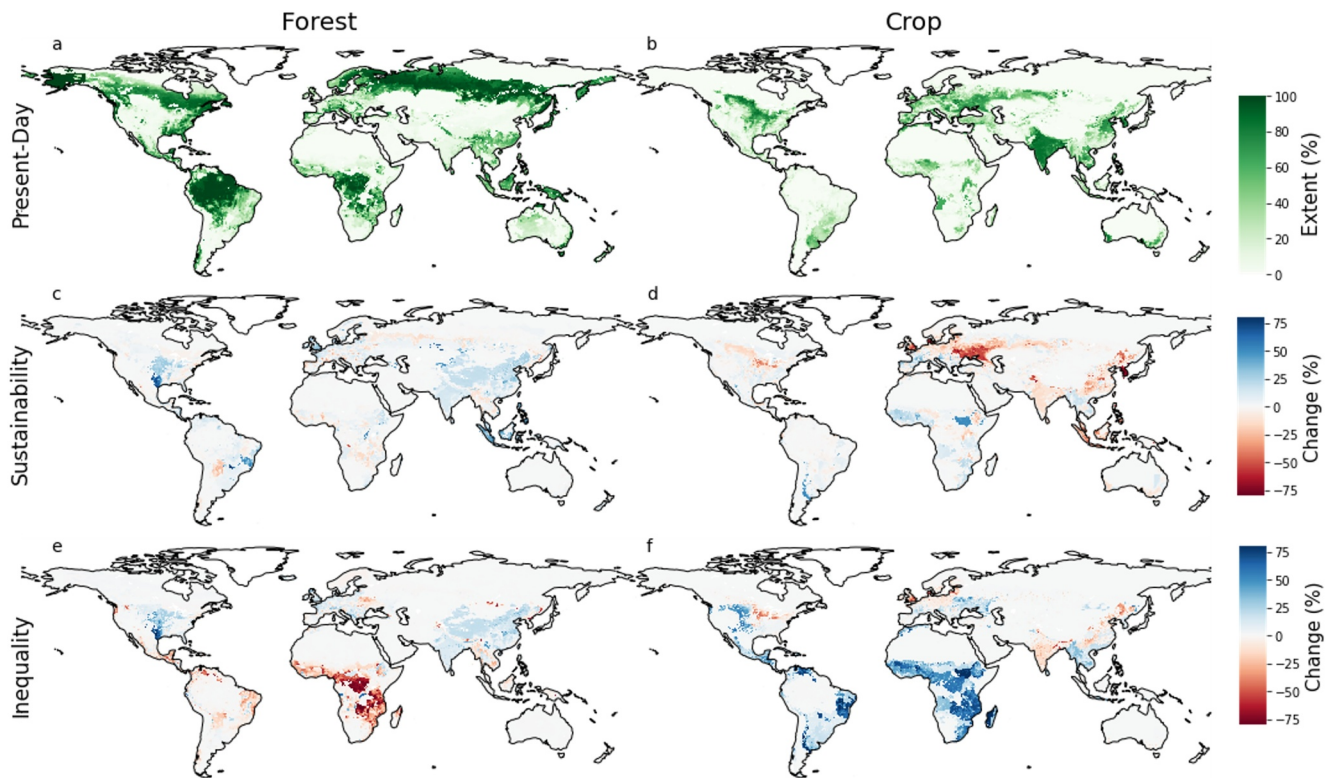 Forest
Crop
a
b
Present-Day
100
80
60
40
20
0
Extent (%)
c
d
Sustainability
75
50
25
0
−25
−50
−75
Change (%)
e
f
Inequality
75
50
25
0
−25
−50
−75
Change (%)